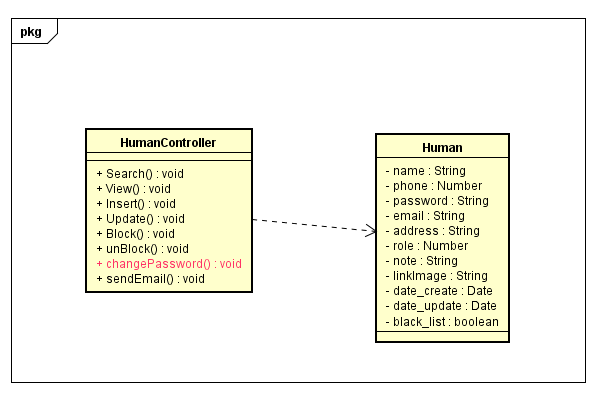 pkg
HumanController
+ Search() : void
+ View() : void
+ Insert() : void
+ Update() : void
+ Block() : void
+ unBlock() : void
+ changePassword() : void
+ sendEmail() : void
Human
- name : String
- phone : Number
- password : String
- email : String
- address : String
- role : Number
- note : String
- linkImage : String
- date_create : Date
- date_update : Date
- black_list : boolean